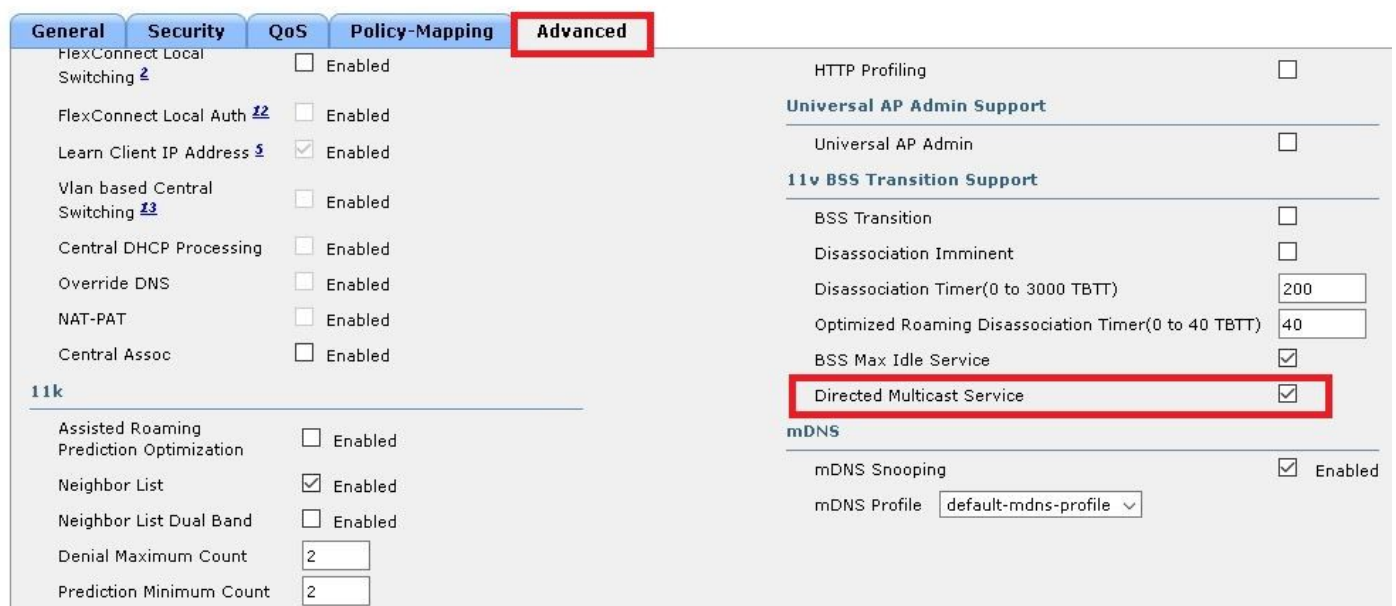 General Security QoS Policy-Mapping Advanced
FlexConnect Local
Switching 2 Enabled
FlexConnect Local Auth 12 Enabled
Learn Client IP Address 5 Enabled
Vlan based Central
Switching 13 Enabled
Central DHCP Processing Enabled
Override DNS Enabled
NAT-PAT Enabled
Central Assoc Enabled
11k
Assisted Roaming
Prediction Optimization Enabled
Neighbor List Enabled
Neighbor List Dual Band Enabled
Denial Maximum Count 2
Prediction Minimum Count 2
HTTP Profiling
Universal AP Admin Support
Universal AP Admin
11v BSS Transition Support
BSS Transition
Disassociation Imminent
Disassociation Timer(0 to 3000 TBTT) 200
Optimized Roaming Disassociation Timer(0 to 40 TBTT) 40
BSS Max Idle Service
Directed Multicast Service
mDNS
mDNS Snooping Enabled
mDNS Profile default-mdns-profile